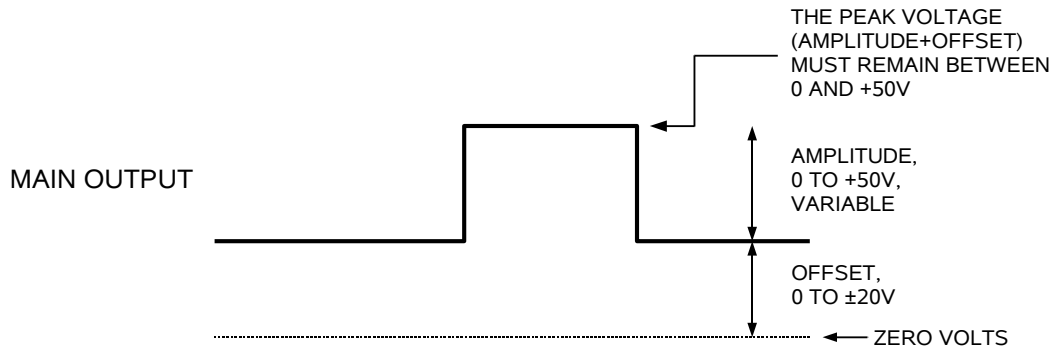 THE PEAK VOLTAGE
(AMPLITUDE+OFFSET)
MUST REMAIN BETWEEN
0 AND +50V
MAIN OUTPUT
AMPLITUDE,
0 TO +50V,
VARIABLE
OFFSET,
0 TO ±20V
ZERO VOLTS